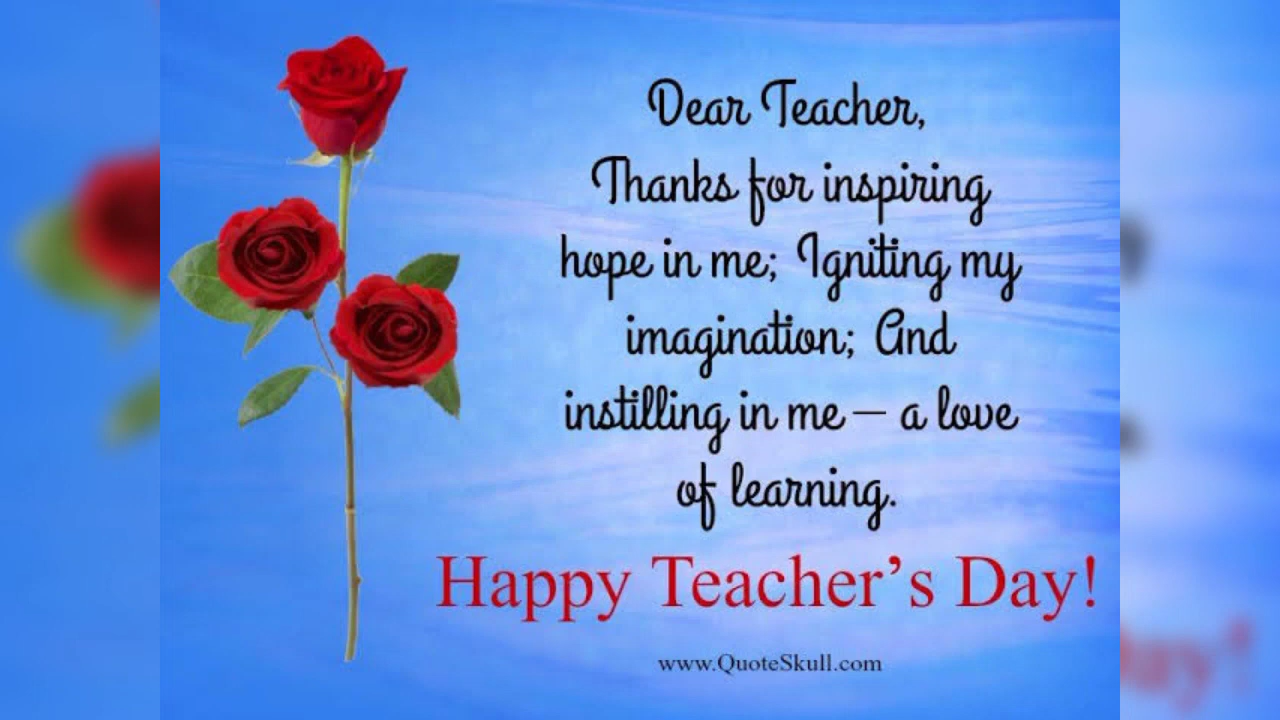 Dear Teacher,
Thanks for inspiring
hope in me; Igniting my
imagination; And
instilling in me – a love
of learning.
Happy Teacher’s Day!
www.QuoteSkull.com